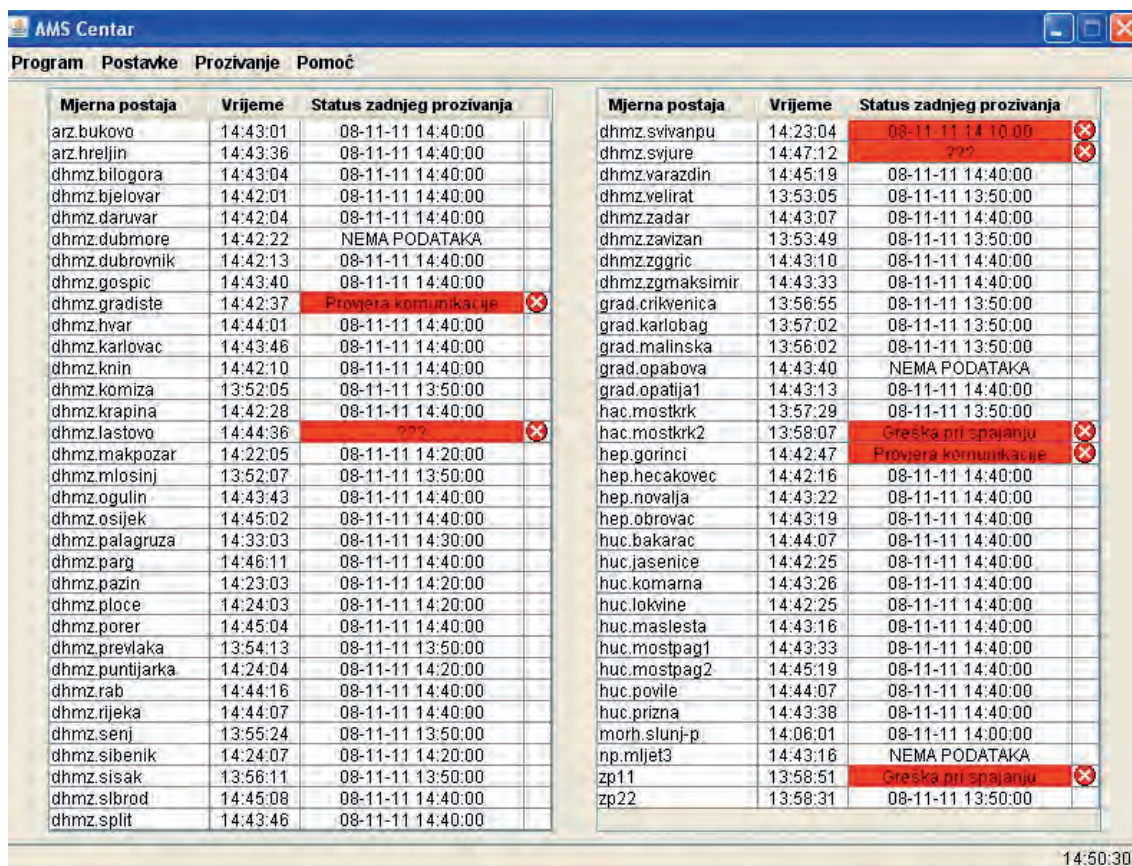 AMS Centar
Program Postavke Prozivanje Pomoć
Mjerna postaja Vrijeme Status zadnjeg prozivanja
arz.bukovo 14:43:01 08-11-11 14:40:00
arz.hreljin 14:43:36 08-11-11 14:40:00
dhmz.bilogora 14:43:04 08-11-11 14:40:00
dhmz.bjelovar 14:42:01 08-11-11 14:40:00
dhmz.daruvar 14:42:04 08-11-11 14:40:00
dhmz.dubmore 14:42:22 NEMA PODATAKA
dhmz.dubrovnik 14:42:13 08-11-11 14:40:00
dhmz.gospic 14:43:40 08-11-11 14:40:00
dhmz.gradiste 14:42:37 Provjera komunikacije
dhmz.hvar 14:44:01 08-11-11 14:40:00
dhmz.karlovac 14:43:46 08-11-11 14:40:00
dhmz.knin 14:42:10 08-11-11 14:40:00
dhmz.komiza 13:52:05 08-11-11 13:50:00
dhmz.krapina 14:42:28 08-11-11 14:40:00
dhmz.lastovo 14:44:36 ???
dhmz.makpozar 14:22:05 08-11-11 14:20:00
dhmz.mlosinj 13:52:07 08-11-11 13:50:00
dhmz.ogulin 14:43:43 08-11-11 14:40:00
dhmz.osijek 14:45:02 08-11-11 14:40:00
dhmz.palagruza 14:33:03 08-11-11 14:30:00
dhmz.parg 14:46:11 08-11-11 14:40:00
dhmz.pazin 14:23:03 08-11-11 14:20:00
dhmz.ploce 14:24:03 08-11-11 14:20:00
dhmz.porer 14:45:04 08-11-11 14:40:00
dhmz.prevlaka 13:54:13 08-11-11 13:50:00
dhmz.puntijarka 14:24:04 08-11-11 14:20:00
dhmz.rab 14:44:16 08-11-11 14:40:00
dhmz.rijeka 14:44:07 08-11-11 14:40:00
dhmz.senj 13:55:24 08-11-11 13:50:00
dhmz.sibenik 14:24:07 08-11-11 14:20:00
dhmz.sisak 13:56:11 08-11-11 13:50:00
dhmz.slbrod 14:45:08 08-11-11 14:40:00
dhmz.split 14:43:46 08-11-11 14:40:00
Mjerna postaja Vrijeme Status zadnjeg prozivanja
dhmz.svivanpu 14:23:04 08-11-11 14:10:00
dhmz.svjure 14:47:12 ???
dhmz.varazdin 14:45:19 08-11-11 14:40:00
dhmz.velirat 13:53:05 08-11-11 13:50:00
dhmz.zadar 14:43:07 08-11-11 14:40:00
dhmz.zavizan 13:53:49 08-11-11 13:50:00
dhmz.zggric 14:43:10 08-11-11 14:40:00
dhmz.zgmaksimir 14:43:33 08-11-11 14:40:00
grad.crikvenica 13:56:55 08-11-11 13:50:00
grad.karlobag 13:57:02 08-11-11 13:50:00
grad.malinska 13:56:02 08-11-11 13:50:00
grad.opabova 14:43:40 NEMA PODATAKA
grad.opatija1 14:43:13 08-11-11 14:40:00
hac.mostkrk 13:57:29 08-11-11 13:50:00
hac.mostkrk2 13:58:07 Greška pri spajanju
hep.gorinci 14:42:47 Provjera komunikacije
hep.hecakovec 14:42:16 08-11-11 14:40:00
hep.novalja 14:43:22 08-11-11 14:40:00
hep.obrovac 14:43:19 08-11-11 14:40:00
huc.bakarac 14:44:07 08-11-11 14:40:00
huc.jasenice 14:42:25 08-11-11 14:40:00
huc.komarna 14:43:26 08-11-11 14:40:00
huc.lokvine 14:42:25 08-11-11 14:40:00
huc.maslesta 14:43:16 08-11-11 14:40:00
huc.mostpag1 14:43:33 08-11-11 14:40:00
huc.mostpag2 14:45:19 08-11-11 14:40:00
huc.povile 14:44:07 08-11-11 14:40:00
huc.prizna 14:43:38 08-11-11 14:40:00
morh.slunj-p 14:06:01 08-11-11 14:00:00
np.mljet3 14:43:16 NEMA PODATAKA
zp11 13:58:51 Greška pri spajanju
zp22 13:58:31 08-11-11 13:50:00
14:50:30